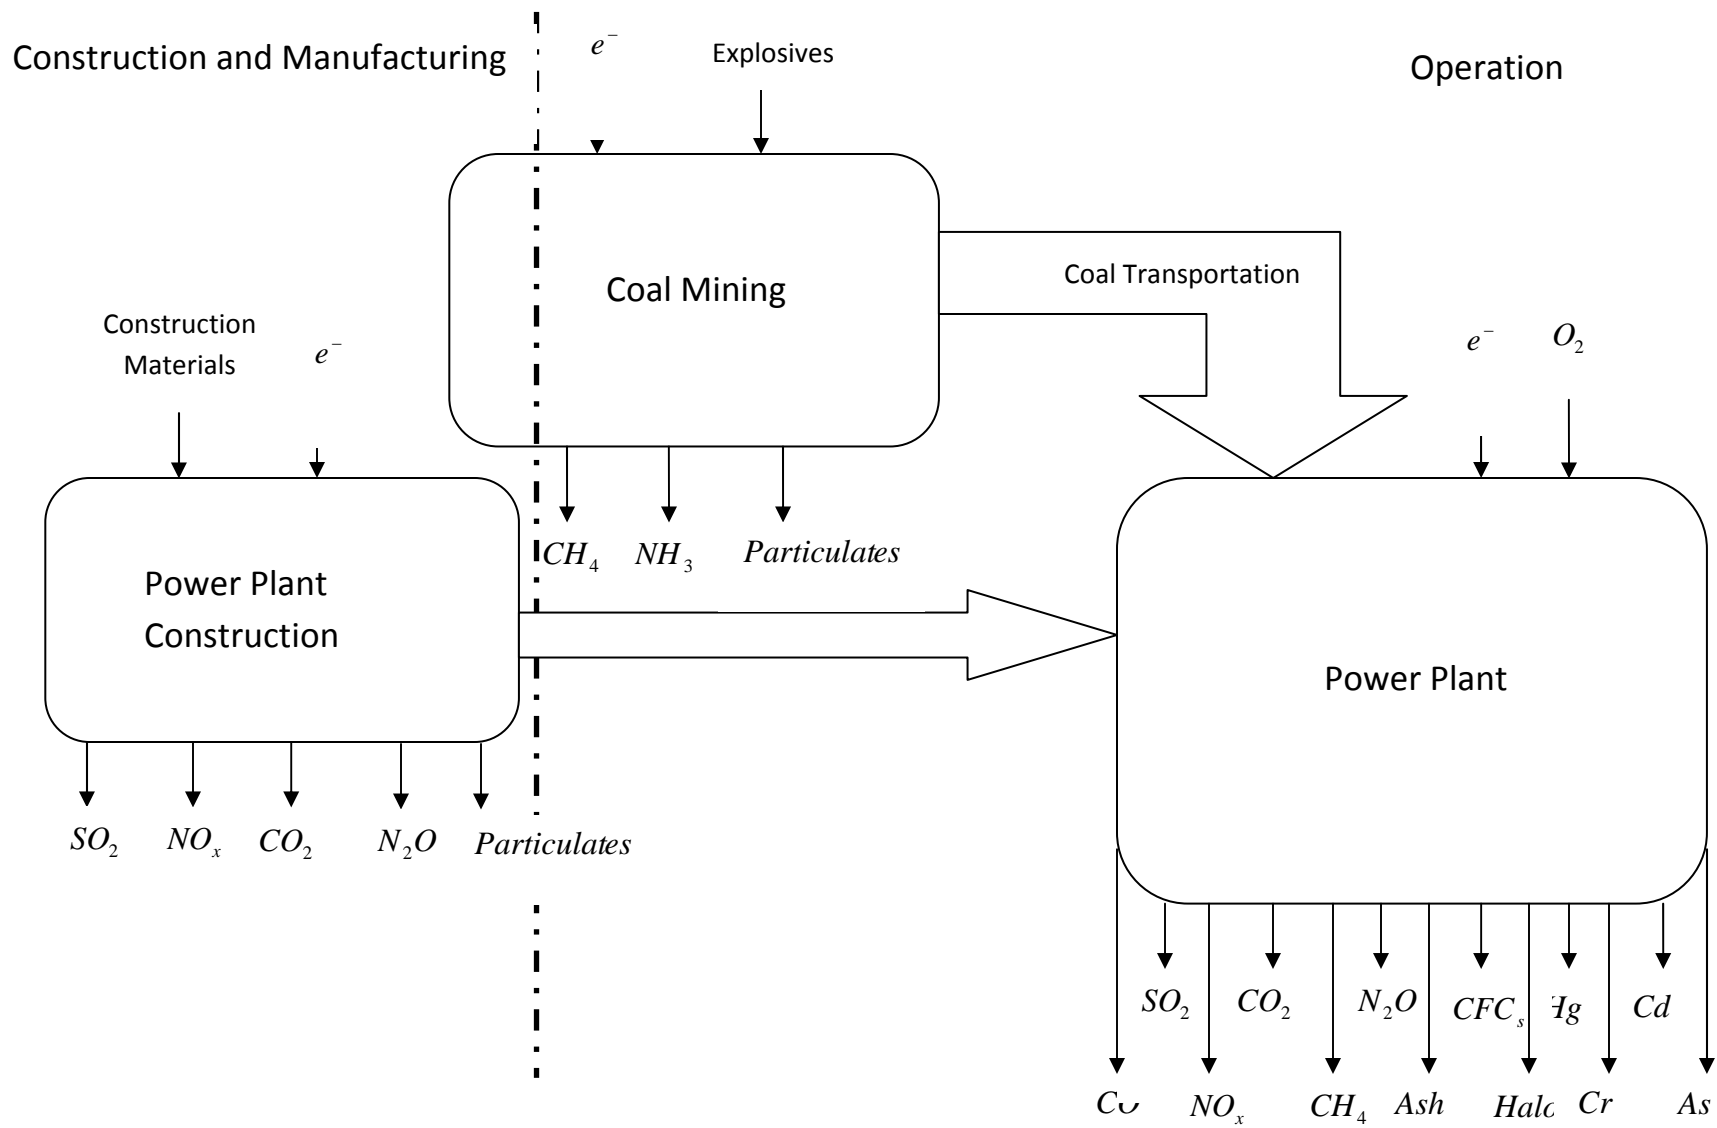 Construction and Manufacturing
e⁻
Explosives
Operation
Coal Mining
Coal Transportation
Construction
Materials
e⁻
e⁻
O₂
CH₄
NH₃
Particulates
Power Plant
Construction
Power Plant
SO₂
NOₓ
CO₂
N₂O
Particulates
SO₂
CO₂
N₂O
CFCₛ
Hg
Cd
NOₓ
CH₄
Ash
Cr
As